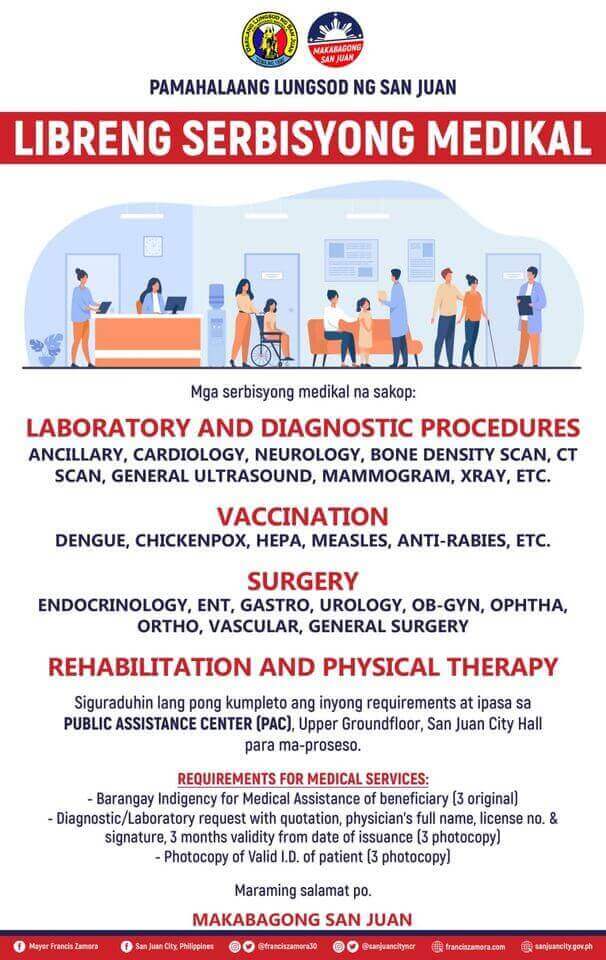 MAKABAGONG
SAN JUAN
PAMAHALAANG LUNGSOD NG SAN JUAN
LIBRENG SERBISYONG MEDIKAL
Mga serbisyong medikal na sakop:
LABORATORY AND DIAGNOSTIC PROCEDURES
ANCILLARY, CARDIOLOGY, NEUROLOGY, BONE DENSITY SCAN, CT
SCAN, GENERAL ULTRASOUND, MAMMOGRAM, XRAY, ETC.
VACCINATION
DENGUE, CHICKENPOX, HEPA, MEASLES, ANTI-RABIES, ETC.
SURGERY
ENDOCRINOLOGY, ENT, GASTRO, UROLOGY, OB-GYN, OPHTHA,
ORTHO, VASCULAR, GENERAL SURGERY
REHABILITATION AND PHYSICAL THERAPY
Siguraduhin lang pong kumpleto ang inyong requirements at ipasa sa
PUBLIC ASSISTANCE CENTER (PAC), Upper Groundfloor, San Juan City Hall
para ma-proseso.
REQUIREMENTS FOR MEDICAL SERVICES:
- Barangay Indigency for Medical Assistance of beneficiary (3 original)
- Diagnostic/Laboratory request with quotation, physician's full name, license no. &
signature, 3 months validity from date of issuance (3 photocopy)
- Photocopy of Valid I.D. of patient (3 photocopy)
Maraming salamat po.
MAKABAGONG SAN JUAN
Mayor Francis Zamora San Juan City, Philippines @franciszamora30 @sanjuancityncr franciszamora.com sanjuancity.gov.ph